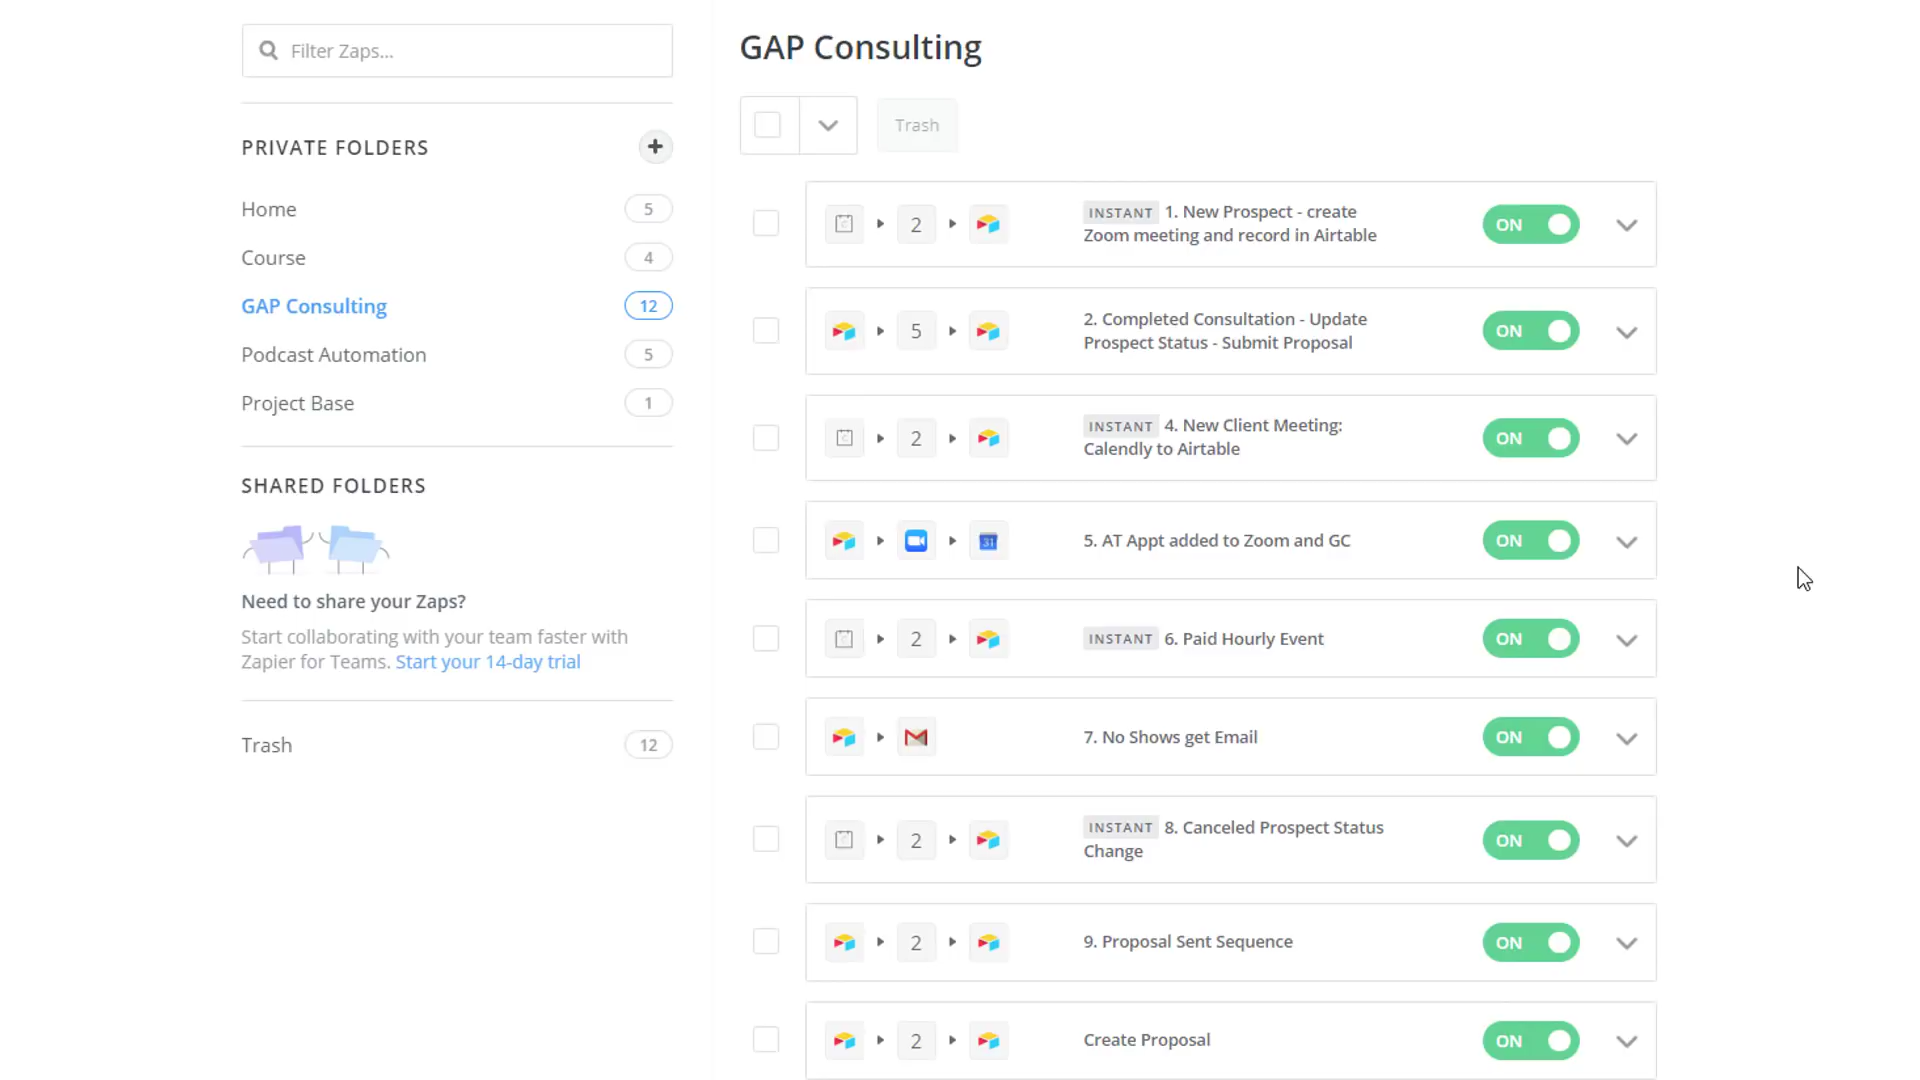 Filter Zaps...
PRIVATE FOLDERS
Home 5
Course 4
GAP Consulting 12
Podcast Automation 5
Project Base 1
SHARED FOLDERS
Need to share your Zaps?
Start collaborating with your team faster with
Zapier for Teams. Start your 14-day trial
Trash 12
GAP Consulting
Trash
2 INSTANT 1. New Prospect - create
Zoom meeting and record in Airtable
ON
5 2. Completed Consultation - Update
Prospect Status - Submit Proposal
ON
2 INSTANT 4. New Client Meeting:
Calendly to Airtable
ON
31 5. AT Appt added to Zoom and GC ON
2 INSTANT 6. Paid Hourly Event ON
7. No Shows get Email ON
2 INSTANT 8. Canceled Prospect Status
Change
ON
2 9. Proposal Sent Sequence ON
2 Create Proposal ON